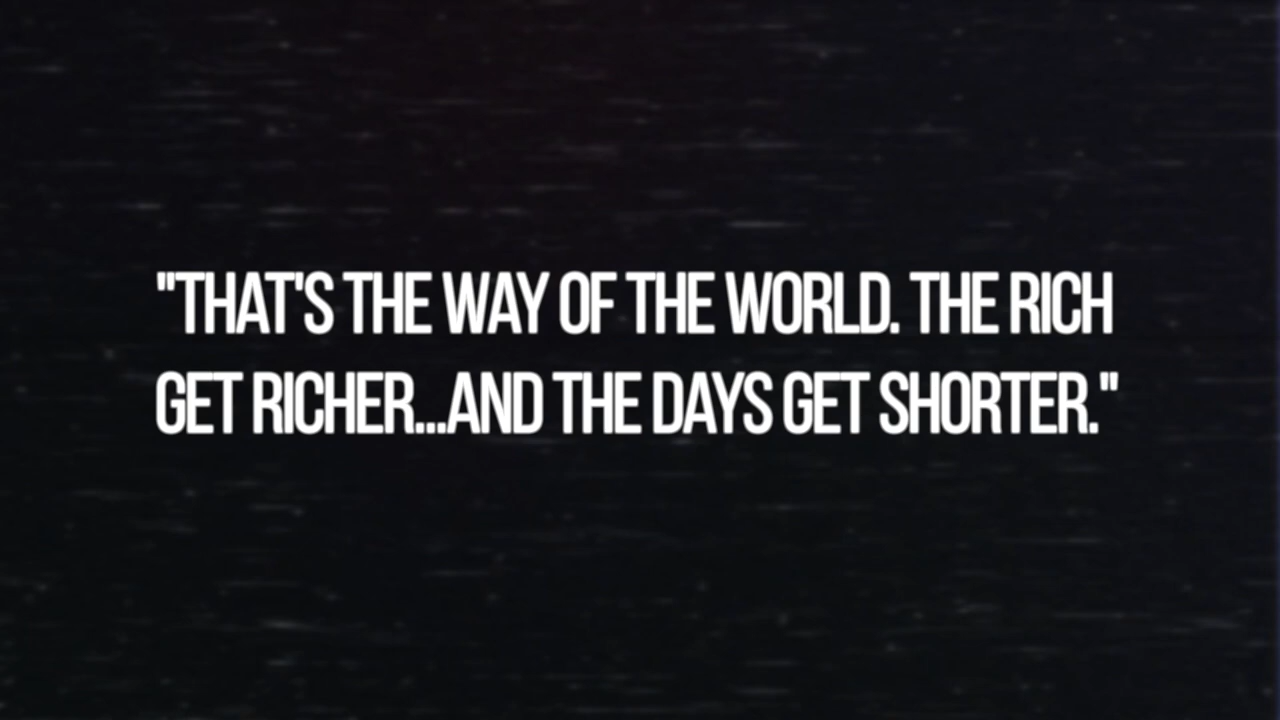 "THAT'S THE WAY OF THE WORLD. THE RICH
GET RICHER...AND THE DAYS GET SHORTER."